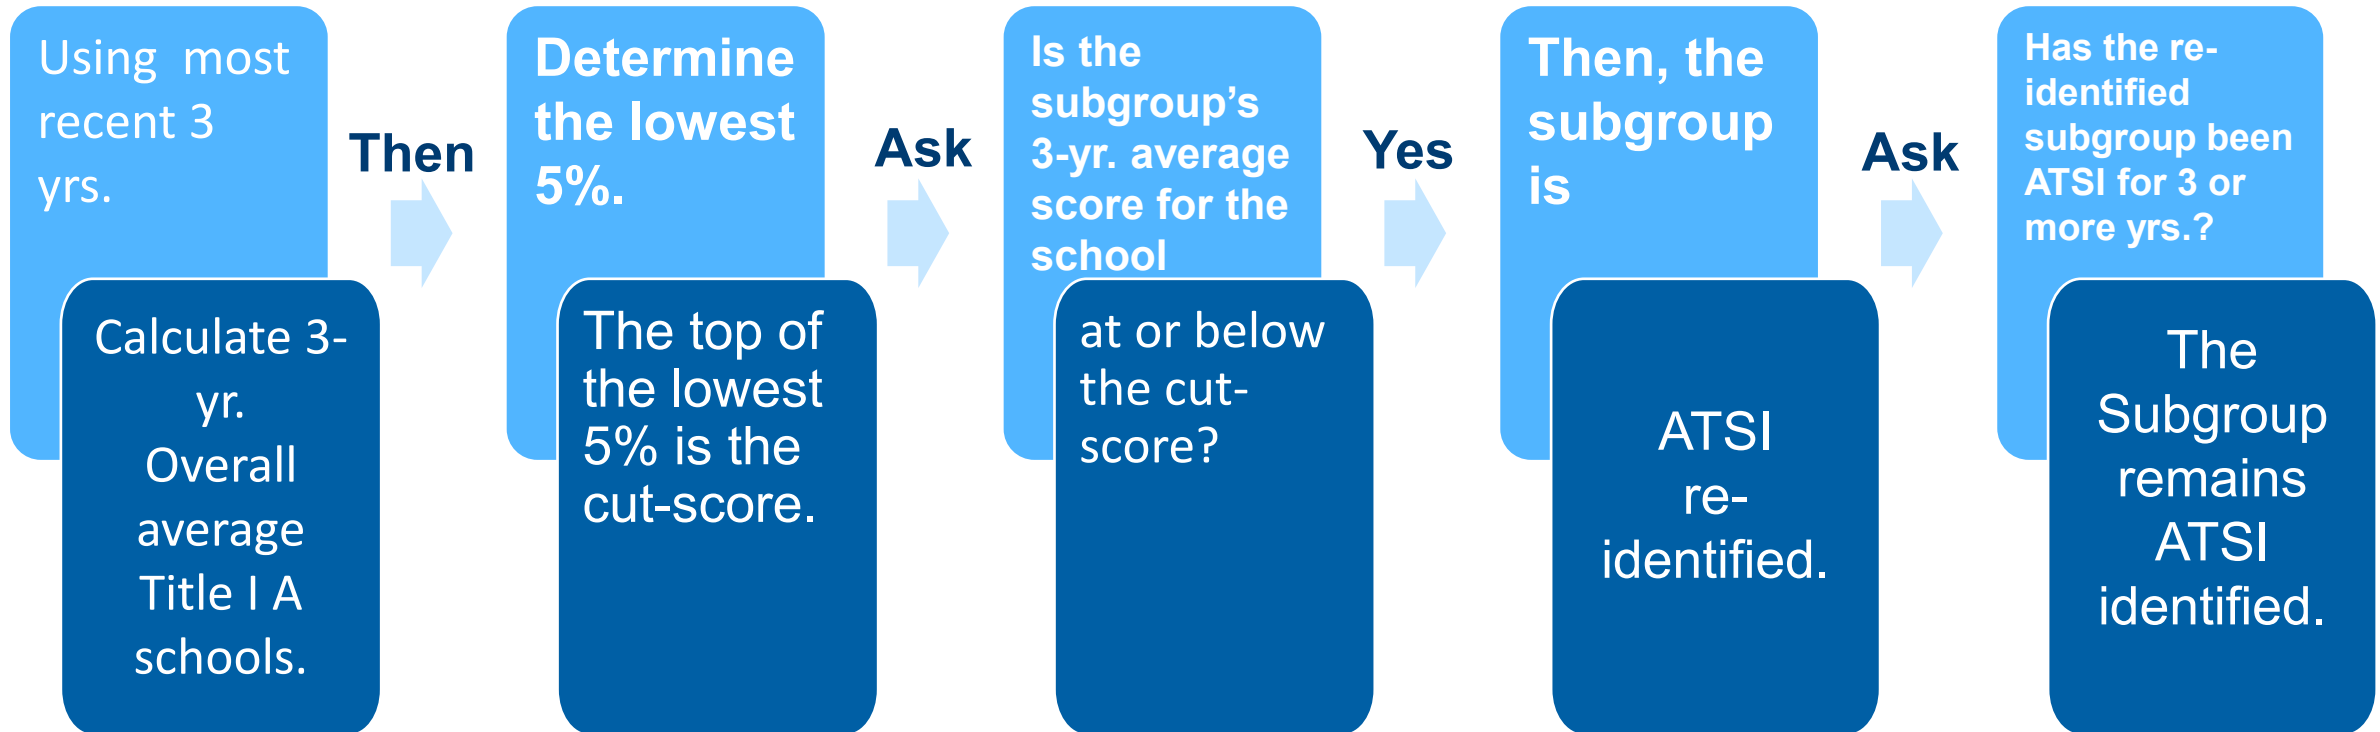 Using most
recent 3
yrs.
Calculate 3-
yr.
Overall
average
Title I A
schools.
Then
Determine
the lowest
5%.
The top of
the lowest
5% is the
cut-score.
Ask
Is the
subgroup’s
3-yr. average
score for the
school
at or below
the cut-
score?
Yes
Then, the
subgroup
is
ATSI
re-
identified.
Ask
Has the re-
identified
subgroup been
ATSI for 3 or
more yrs.?
The
Subgroup
remains
ATSI
identified.